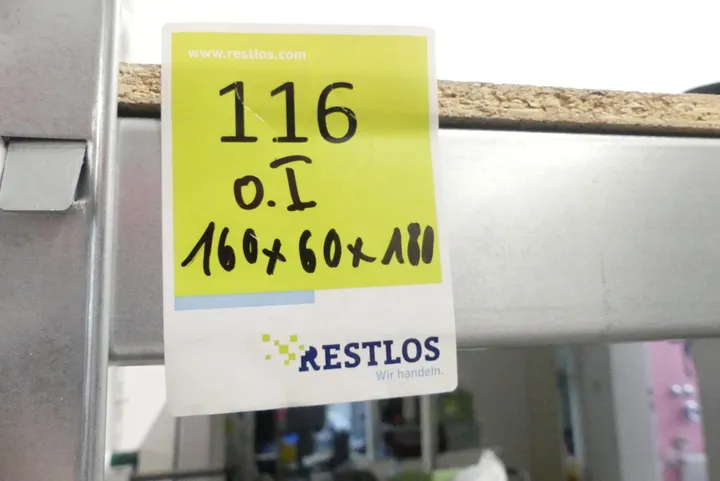 www.restlos.com
116
O.I
160x60x180
RESTLOS
Wir handeln.